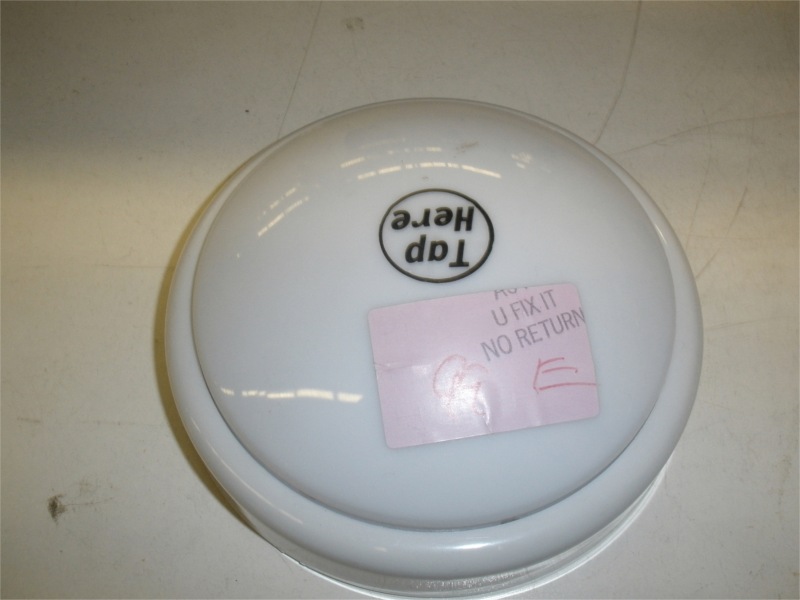 Tap
Here
U FIX IT
NO RETURN
E